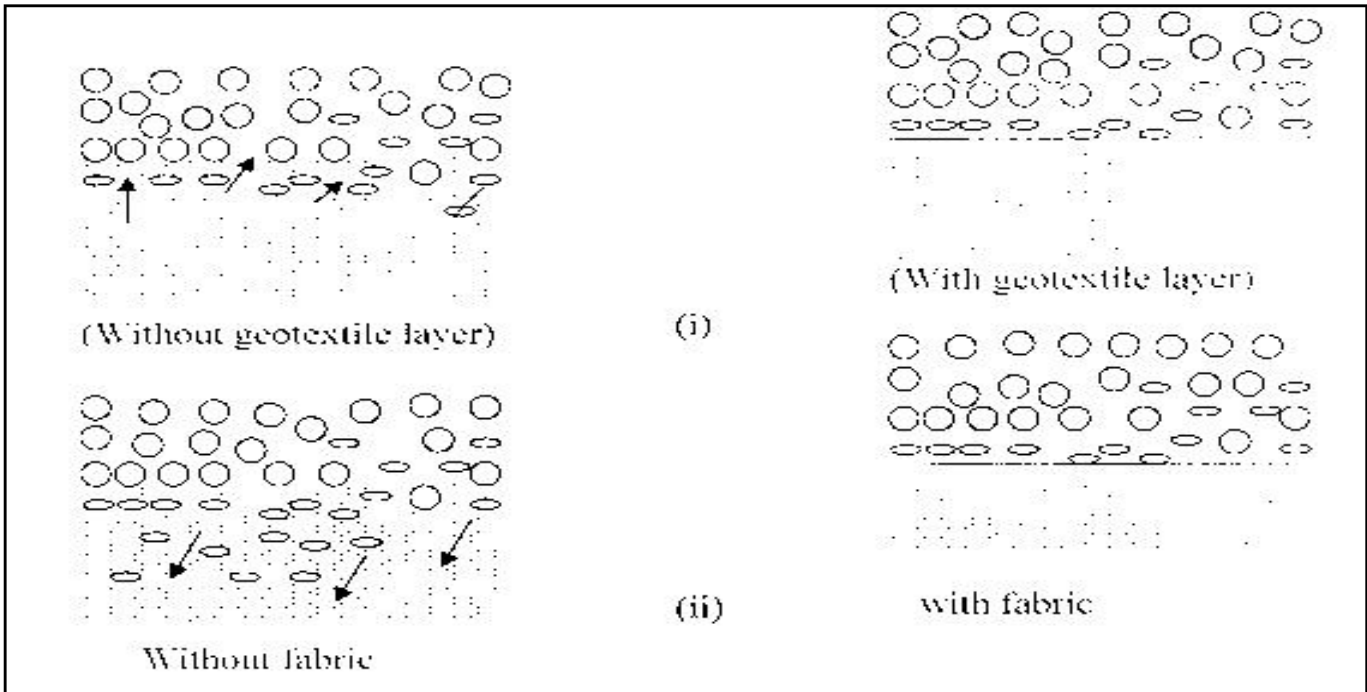 (With geotextile layer)
(Without geotextile layer)
(i)
with fabric
(ii)
Without fabric